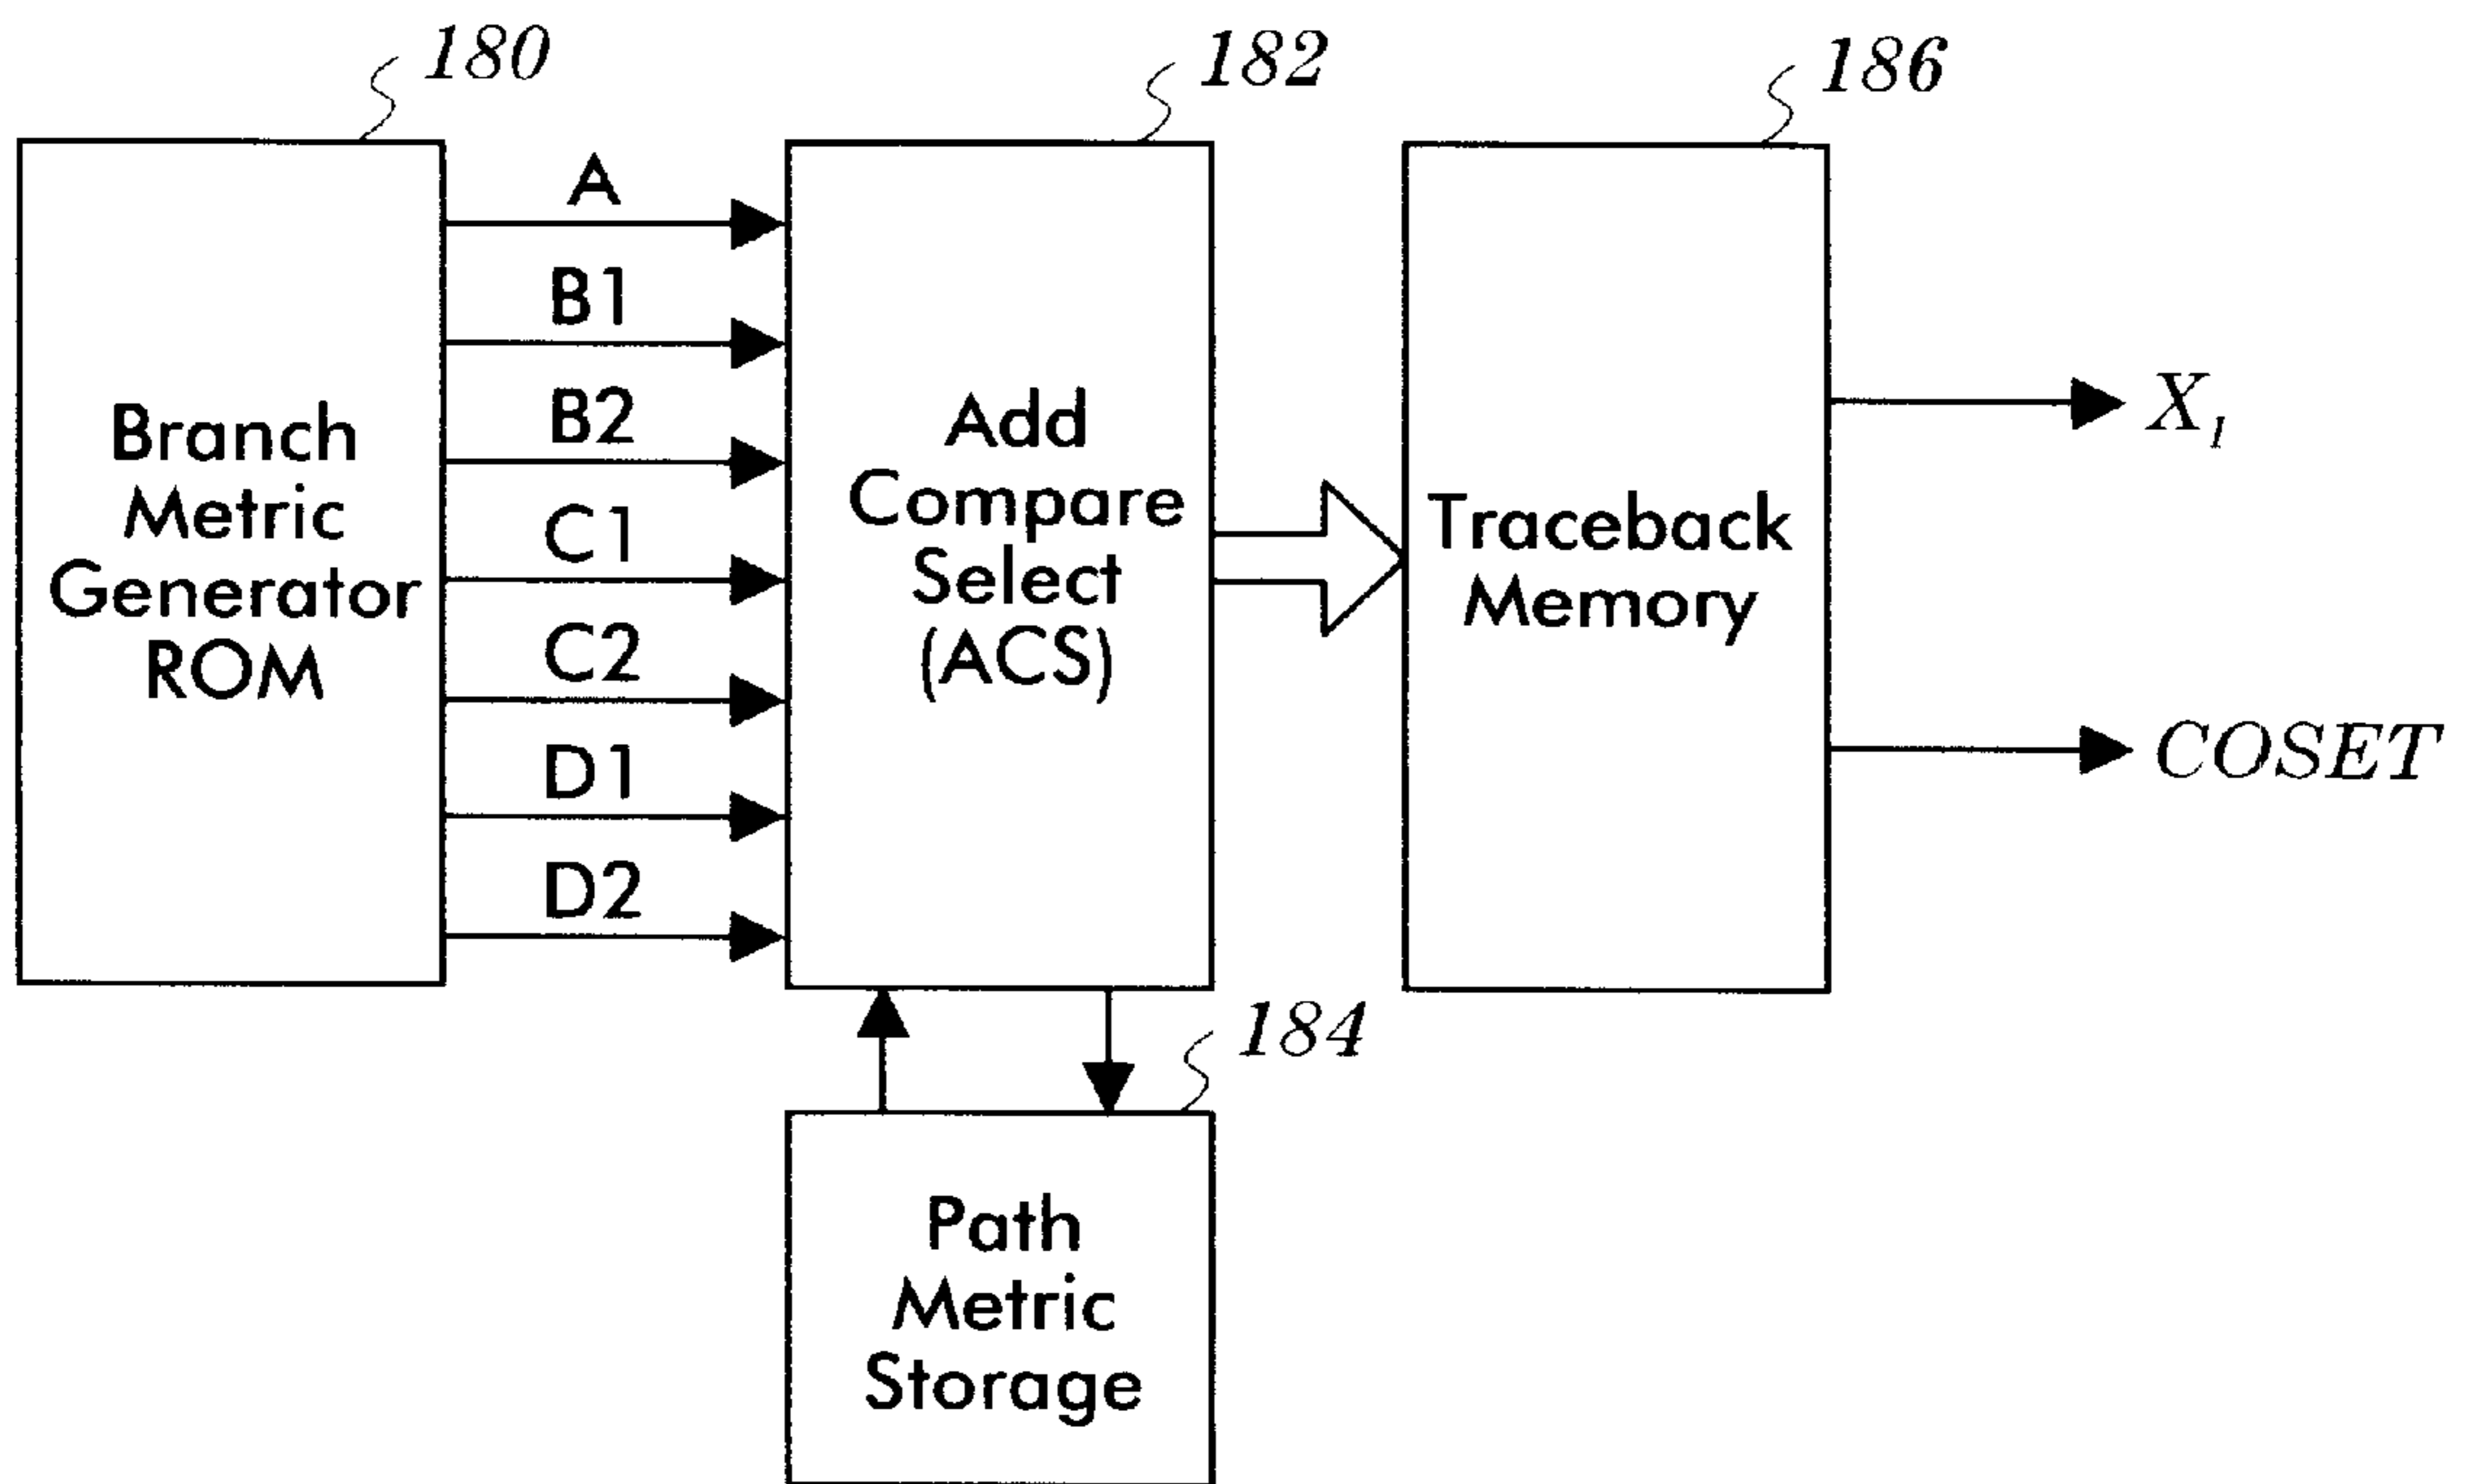 180
182
186
A
B1
B2
C1
C2
D1
D2
Branch
Metric
Generator
ROM
Add
Compare
Select
(ACS)
Traceback
Memory
X₁
COSET
184
Path
Metric
Storage